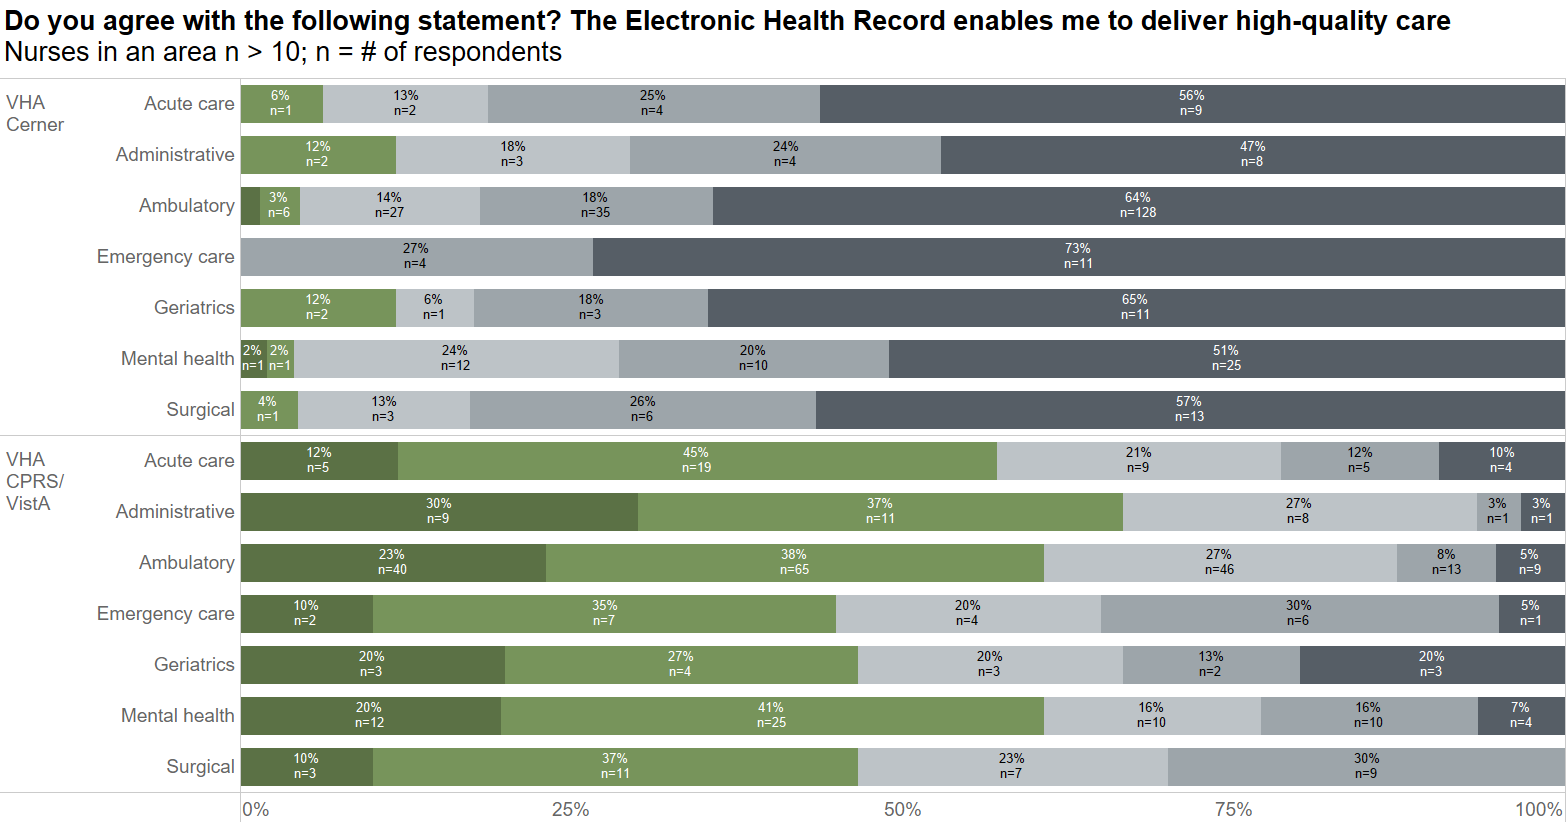 Do you agree with the following statement? The Electronic Health Record enables me to deliver high-quality care
Nurses in an area n > 10; n = # of respondents
VHA
Cerner
Acute care
6% 13% 25% 56%
n=1 n=2 n=4 n=9
Administrative
12% 18% 24% 47%
n=2 n=3 n=4 n=8
Ambulatory
3% 14% 18% 64%
n=6 n=27 n=35 n=128
Emergency care
27% 73%
n=4 n=11
Geriatrics
12% 6% 18% 65%
n=2 n=1 n=3 n=11
Mental health
2% 2% 24% 20% 51%
n=1 n=1 n=12 n=10 n=25
Surgical
4% 13% 26% 57%
n=1 n=3 n=6 n=13
VHA
CPRS/
VistA
Acute care
12% 45% 21% 12% 10%
n=5 n=19 n=9 n=5 n=4
Administrative
30% 37% 27% 3% 3%
n=9 n=11 n=8 n=1 n=1
Ambulatory
23% 38% 27% 8% 5%
n=40 n=65 n=46 n=13 n=9
Emergency care
10% 35% 20% 30% 5%
n=2 n=7 n=4 n=6 n=1
Geriatrics
20% 27% 20% 13% 20%
n=3 n=4 n=3 n=2 n=3
Mental health
20% 41% 16% 16% 7%
n=12 n=25 n=10 n=10 n=4
Surgical
10% 37% 23% 30%
n=3 n=11 n=7 n=9
0% 25% 50% 75% 100%